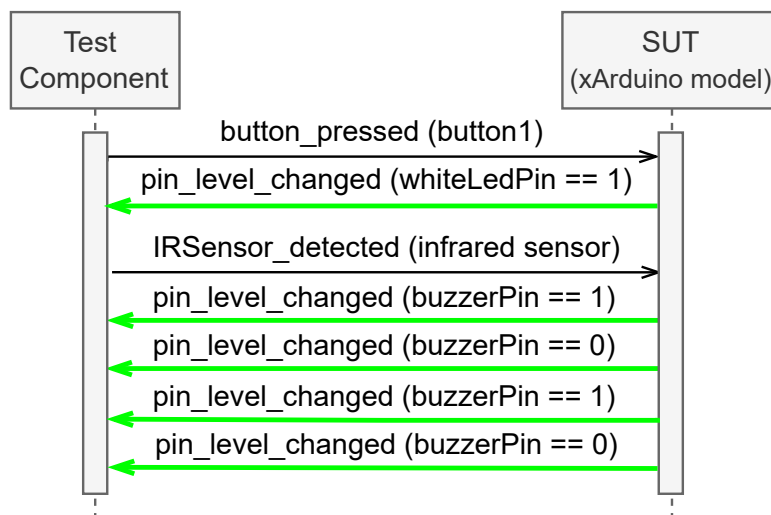 Test
Component
SUT
(xArduino model)
button_pressed (button1)
pin_level_changed (whiteLedPin == 1)
IRSensor_detected (infrared sensor)
pin_level_changed (buzzerPin == 1)
pin_level_changed (buzzerPin == 0)
pin_level_changed (buzzerPin == 1)
pin_level_changed (buzzerPin == 0)